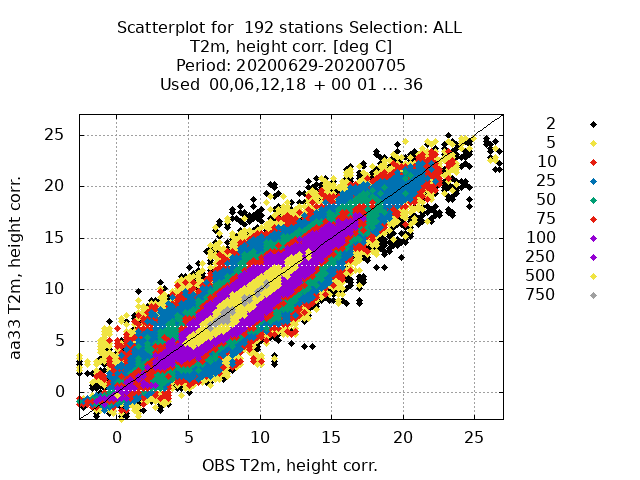 Scatterplot for  192 stations Selection: ALL
T2m, height corr. [deg C]
Period: 20200629-20200705
Used  00,06,12,18 + 00 01 ... 36
25
20
15
10
5
0
aa33 T2m, height corr.
0 5 10 15 20 25
OBS T2m, height corr.
2
5
10
25
50
75
100
250
500
750